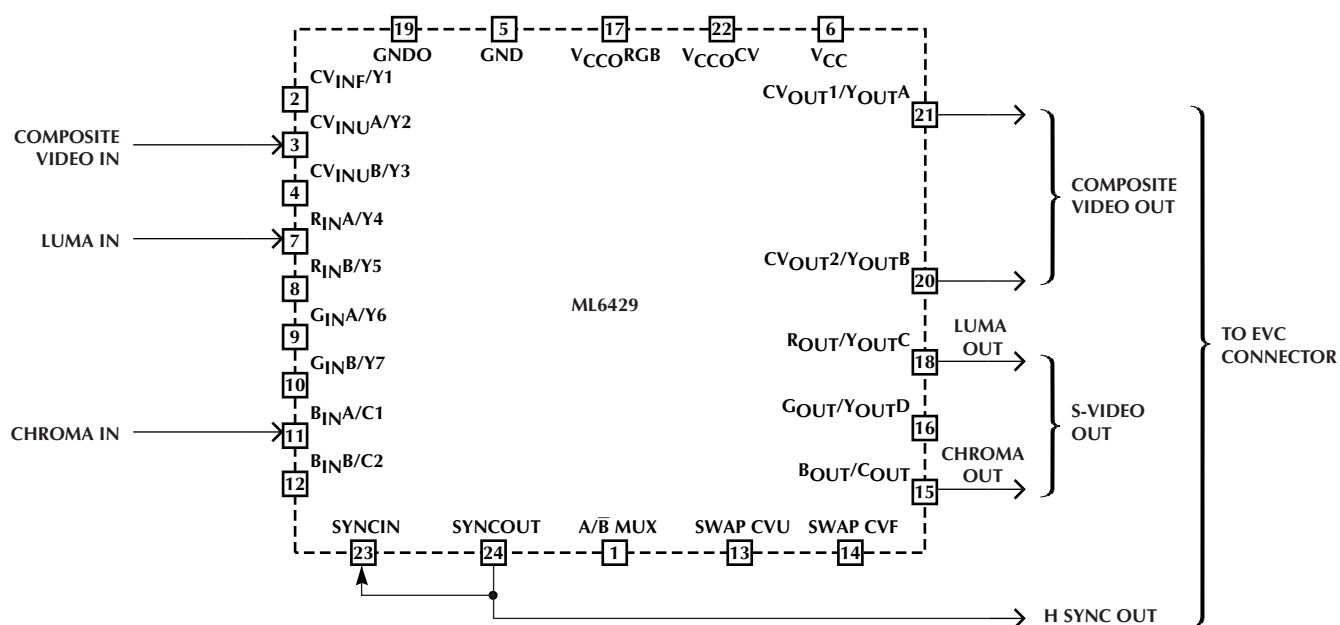 19
5
17
22
6
GNDO
GND
VCCORGB
VCCOCV
VCC
CVINF/Y1
2
CVOUT1/YOUTA
21
COMPOSITE
VIDEO IN
CVINUA/Y2
3
CVINUB/Y3
4
COMPOSITE
VIDEO OUT
LUMA IN
RINA/Y4
7
RINB/Y5
8
CVOUT2/YOUTB
20
ML6429
GINA/Y6
9
ROUT/YOUTC
18
LUMA
OUT
TO EVC
CONNECTOR
GINB/Y7
10
GOUT/YOUTD
16
S-VIDEO
OUT
CHROMA IN
BINA/C1
11
BINB/C2
12
BOUT/COUT
15
CHROMA
OUT
SYNCIN
SYNCOUT
A/B̅ MUX
SWAP CVU
SWAP CVF
23
24
1
13
14
H SYNC OUT